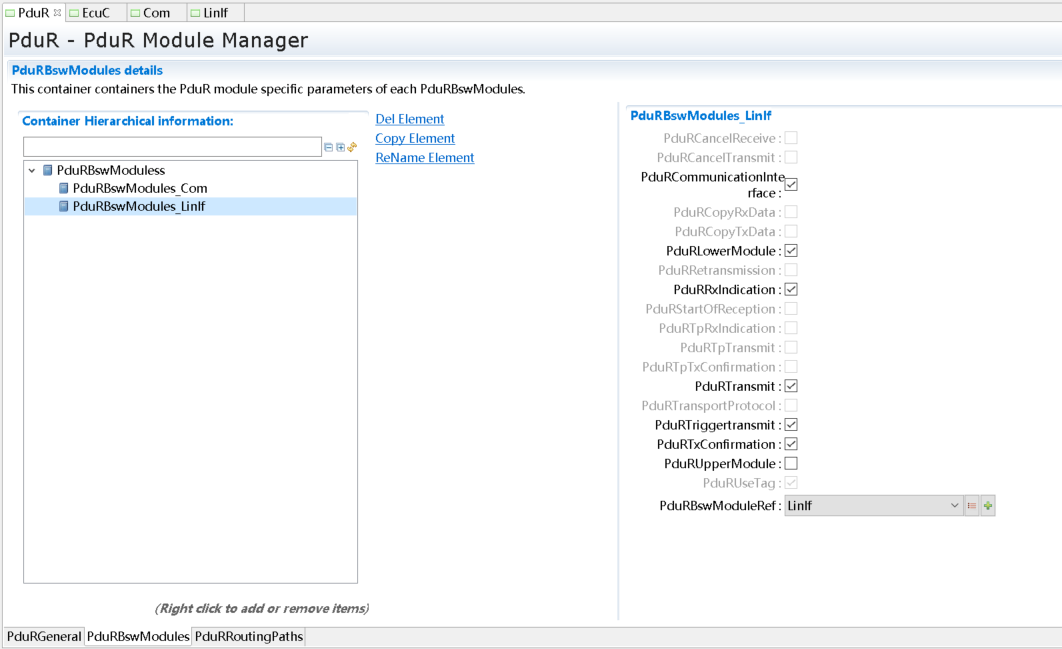 PduR EcuC Com LinIf
PduR - PduR Module Manager
PduRBswModules details
This container containers the PduR module specific parameters of each PduRBswModules.
Container Hierarchical information:
PduRBswModuless
PduRBswModules_Com
PduRBswModules_LinIf
(Right click to add or remove items)
Del Element
Copy Element
ReName Element
PduRBswModules_LinIf
PduRCancelReceive :
PduRCancelTransmit :
PduRCommunicationInte
rface :
PduRCopyRxData :
PduRCopyTxData :
PduRLowerModule :
PduRRetransmission :
PduRRxIndication :
PduRStartOfReception :
PduRTpRxIndication :
PduRTpTransmit :
PduRTpTxConfirmation :
PduRTransmit :
PduRTransportProtocol :
PduRTriggertransmit :
PduRTxConfirmation :
PduRUpperModule :
PduRUseTag :
PduRBswModuleRef : LinIf
PduRGeneral PduRBswModules PduRRoutingPaths